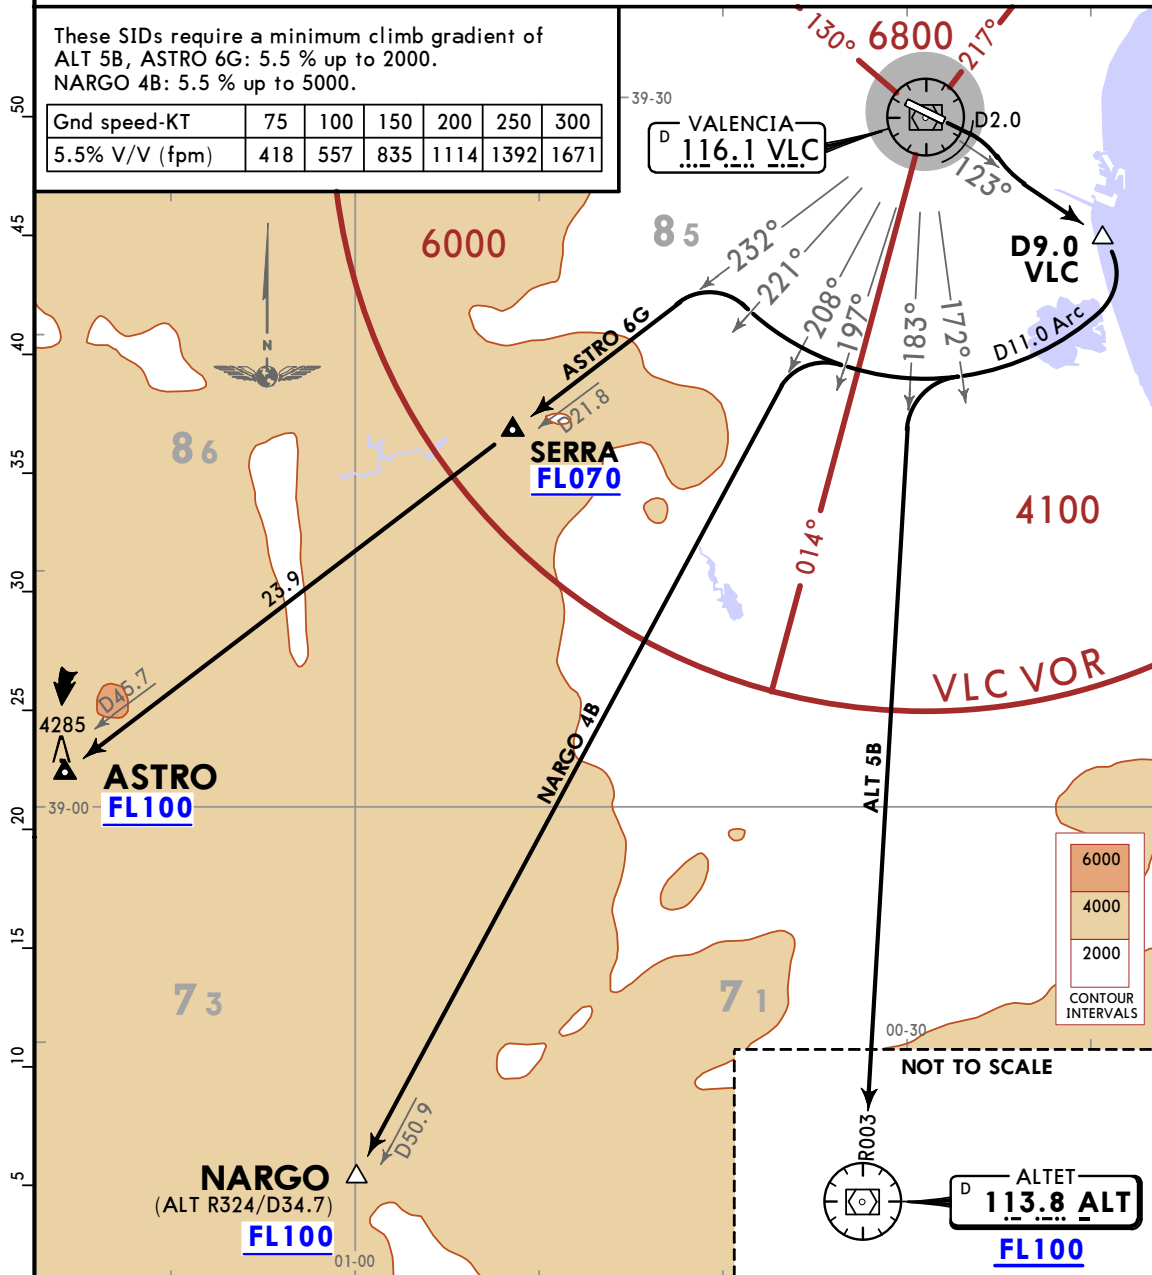 These SIDs require a minimum climb gradient of
ALT 5B, ASTRO 6G: 5.5 % up to 2000.
NARGO 4B: 5.5 % up to 5000.
Gnd speed-KT 75 100 150 200 250 300
5.5% V/V (fpm) 418 557 835 1114 1392 1671
130°
6800
217°
39-30
VALENCIA
D 116.1 VLC
D2.0
123°
D9.0
VLC
6000
85
232°
221°
208°
197°
183°
172°
D11.0 Arc
ASTRO 6G
N
D21.8
SERRA
FL070
86
4100
014°
23.9
VLC VOR
D45.7
4285
ASTRO
FL100
NARGO 4B
ALT 5B
39-00
6000
4000
2000
CONTOUR
INTERVALS
73
71
00-30
NOT TO SCALE
D50.9
R003
NARGO
(ALT R324/D34.7)
FL100
01-00
ALTET
D 113.8 ALT
FL100
50
45
40
35
30
25
20
15
10
5